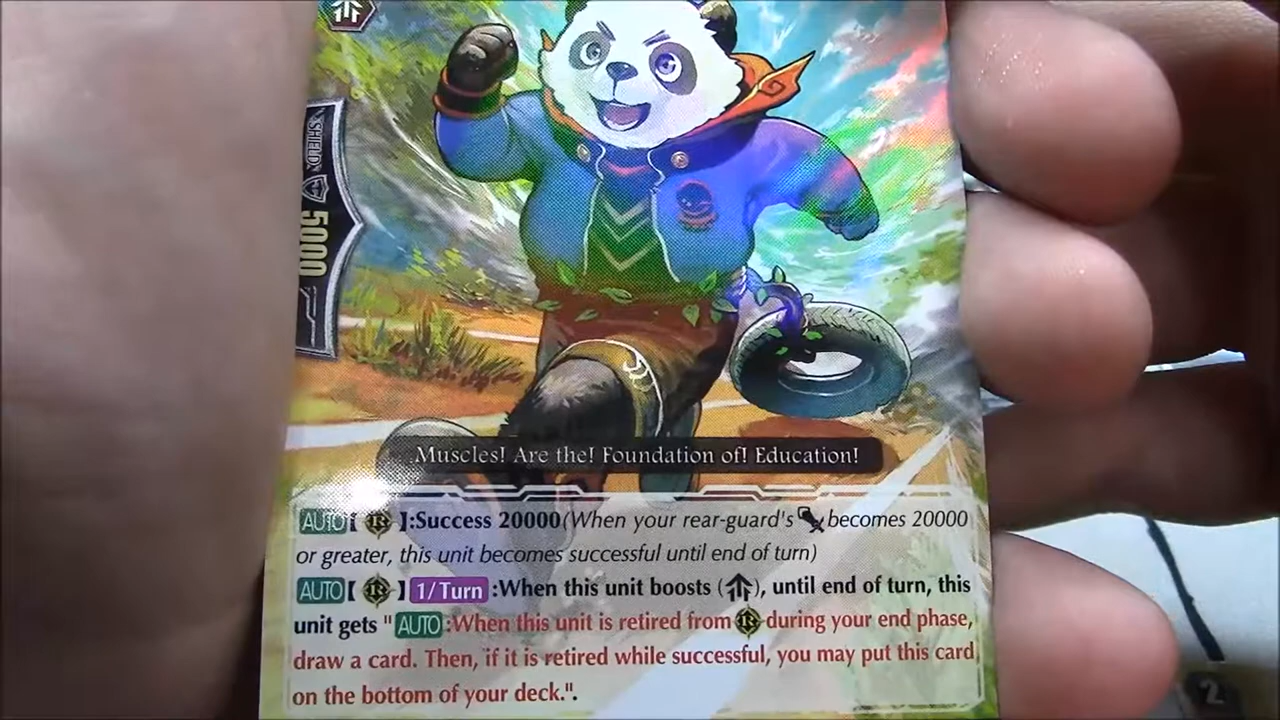 SHIELD
5000
Muscles! Are the! Foundation of! Education!
AUTO【 R 】:Success 20000(When your rear-guard's becomes 20000
or greater, this unit becomes successful until end of turn)
AUTO【 R 】1/Turn :When this unit boosts ( ), until end of turn, this
unit gets "AUTO:When this unit is retired from R during your end phase,
draw a card. Then, if it is retired while successful, you may put this card
on the bottom of your deck.".
2